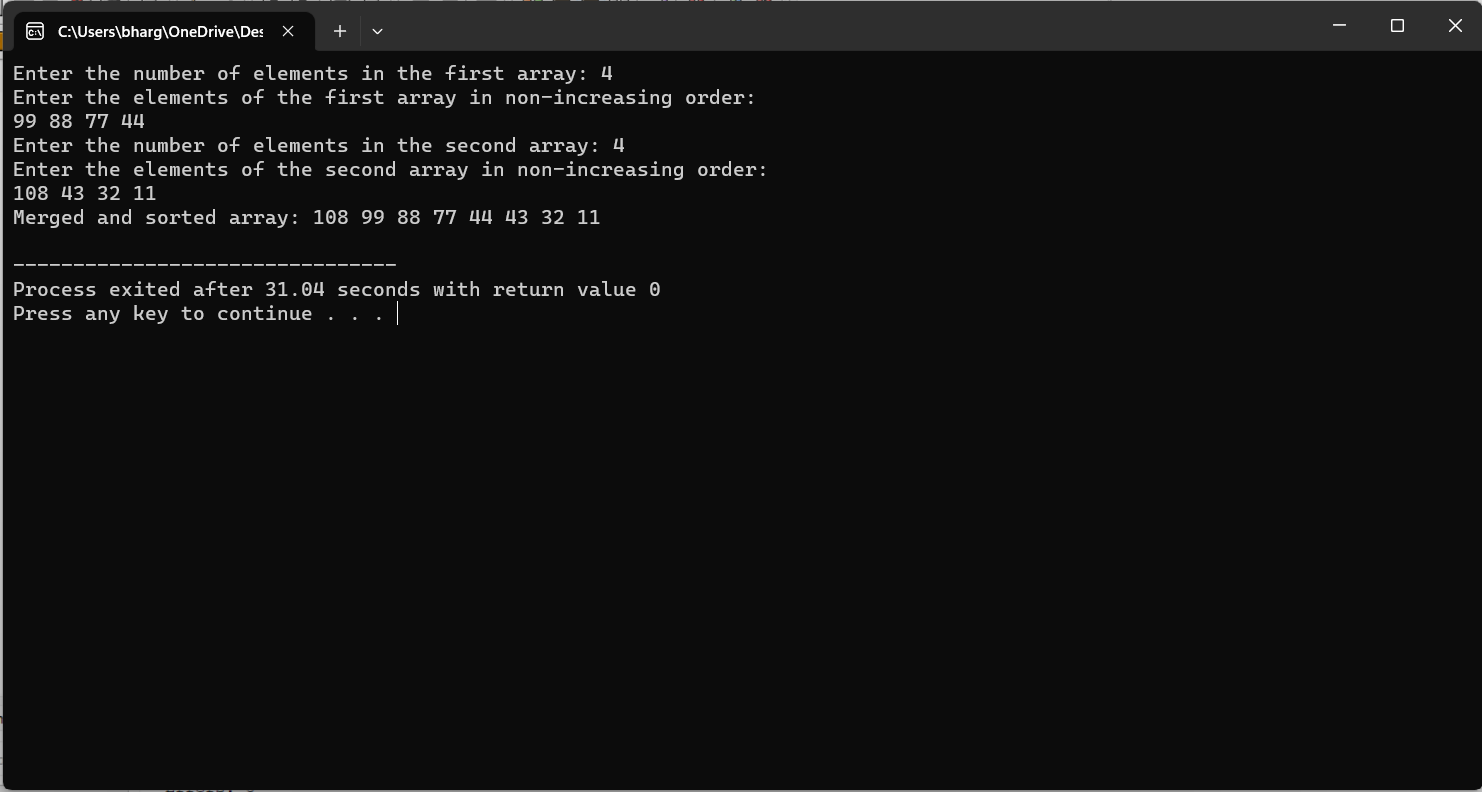 C:\Users\bharg\OneDrive\Des
Enter the number of elements in the first array: 4
Enter the elements of the first array in non-increasing order:
99 88 77 44
Enter the number of elements in the second array: 4
Enter the elements of the second array in non-increasing order:
108 43 32 11
Merged and sorted array: 108 99 88 77 44 43 32 11

--------------------------------
Process exited after 31.04 seconds with return value 0
Press any key to continue . . .